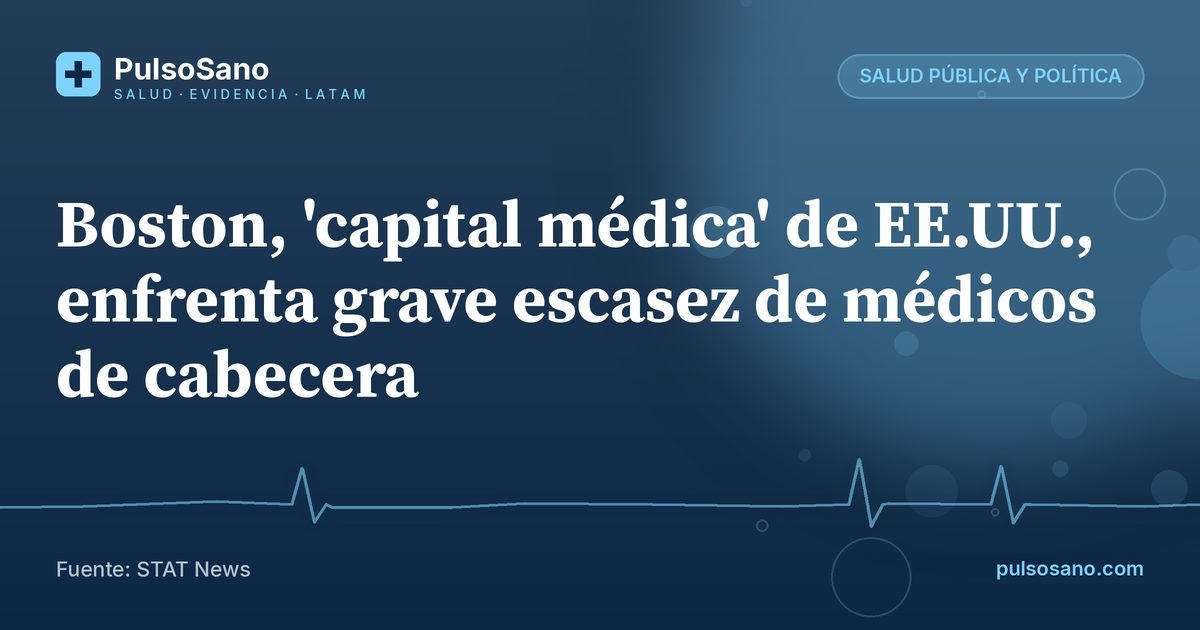 PulsoSano
SALUD · EVIDENCIA · LATAM
SALUD PÚBLICA Y POLÍTICA
Boston, 'capital médica' de EE.UU.,
enfrenta grave escasez de médicos
de cabecera
Fuente: STAT News
pulsosano.com